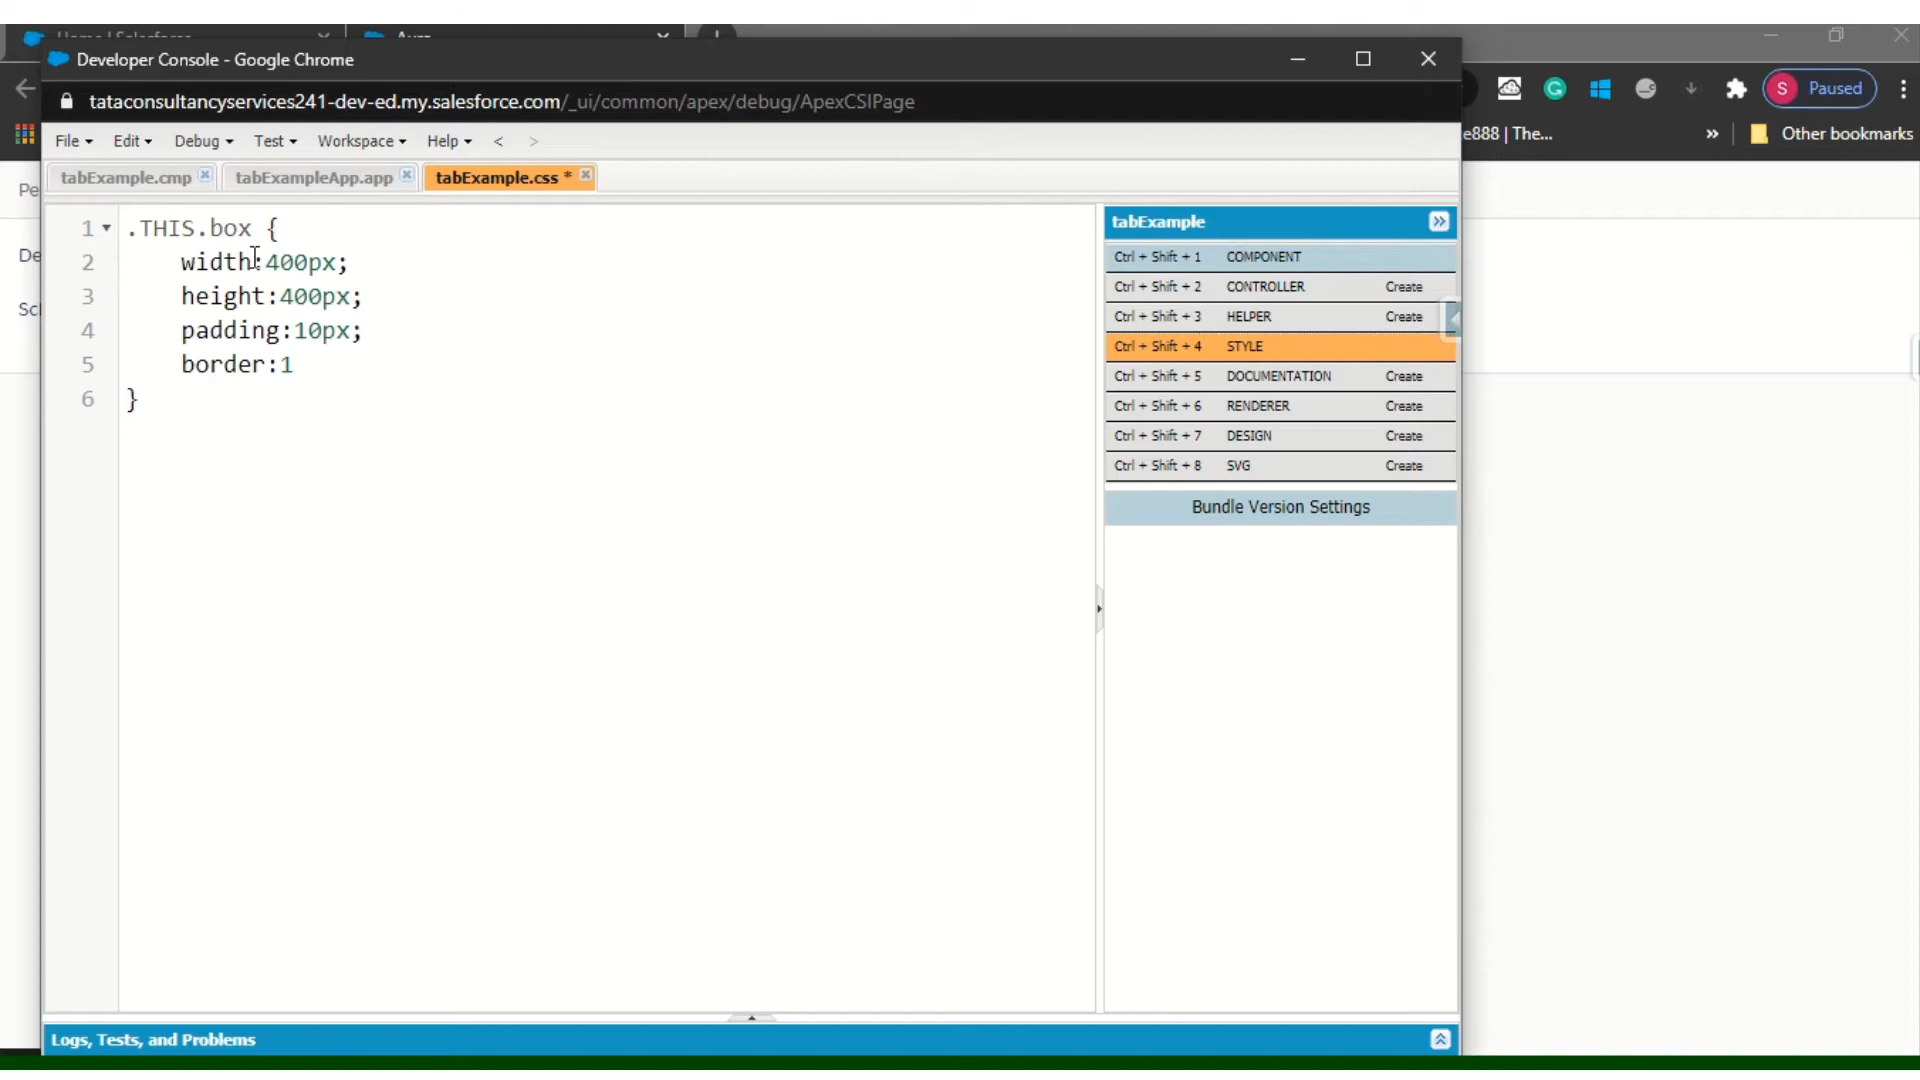 Developer Console - Google Chrome
S Paused
tataconsultancyservices241-dev-ed.my.salesforce.com/_ui/common/apex/debug/ApexCSIPage
e888 | The...
» Other bookmarks
File Edit Debug Test Workspace Help < >
tabExample.cmp tabExampleApp.app tabExample.css *
Pe
De
Sc
1 .THIS.box {
2 width:400px;
3 height:400px;
4 padding:10px;
5 border:1
6 }
tabExample
Ctrl + Shift + 1 COMPONENT
Ctrl + Shift + 2 CONTROLLER Create
Ctrl + Shift + 3 HELPER Create
Ctrl + Shift + 4 STYLE
Ctrl + Shift + 5 DOCUMENTATION Create
Ctrl + Shift + 6 RENDERER Create
Ctrl + Shift + 7 DESIGN Create
Ctrl + Shift + 8 SVG Create
Bundle Version Settings
Logs, Tests, and Problems